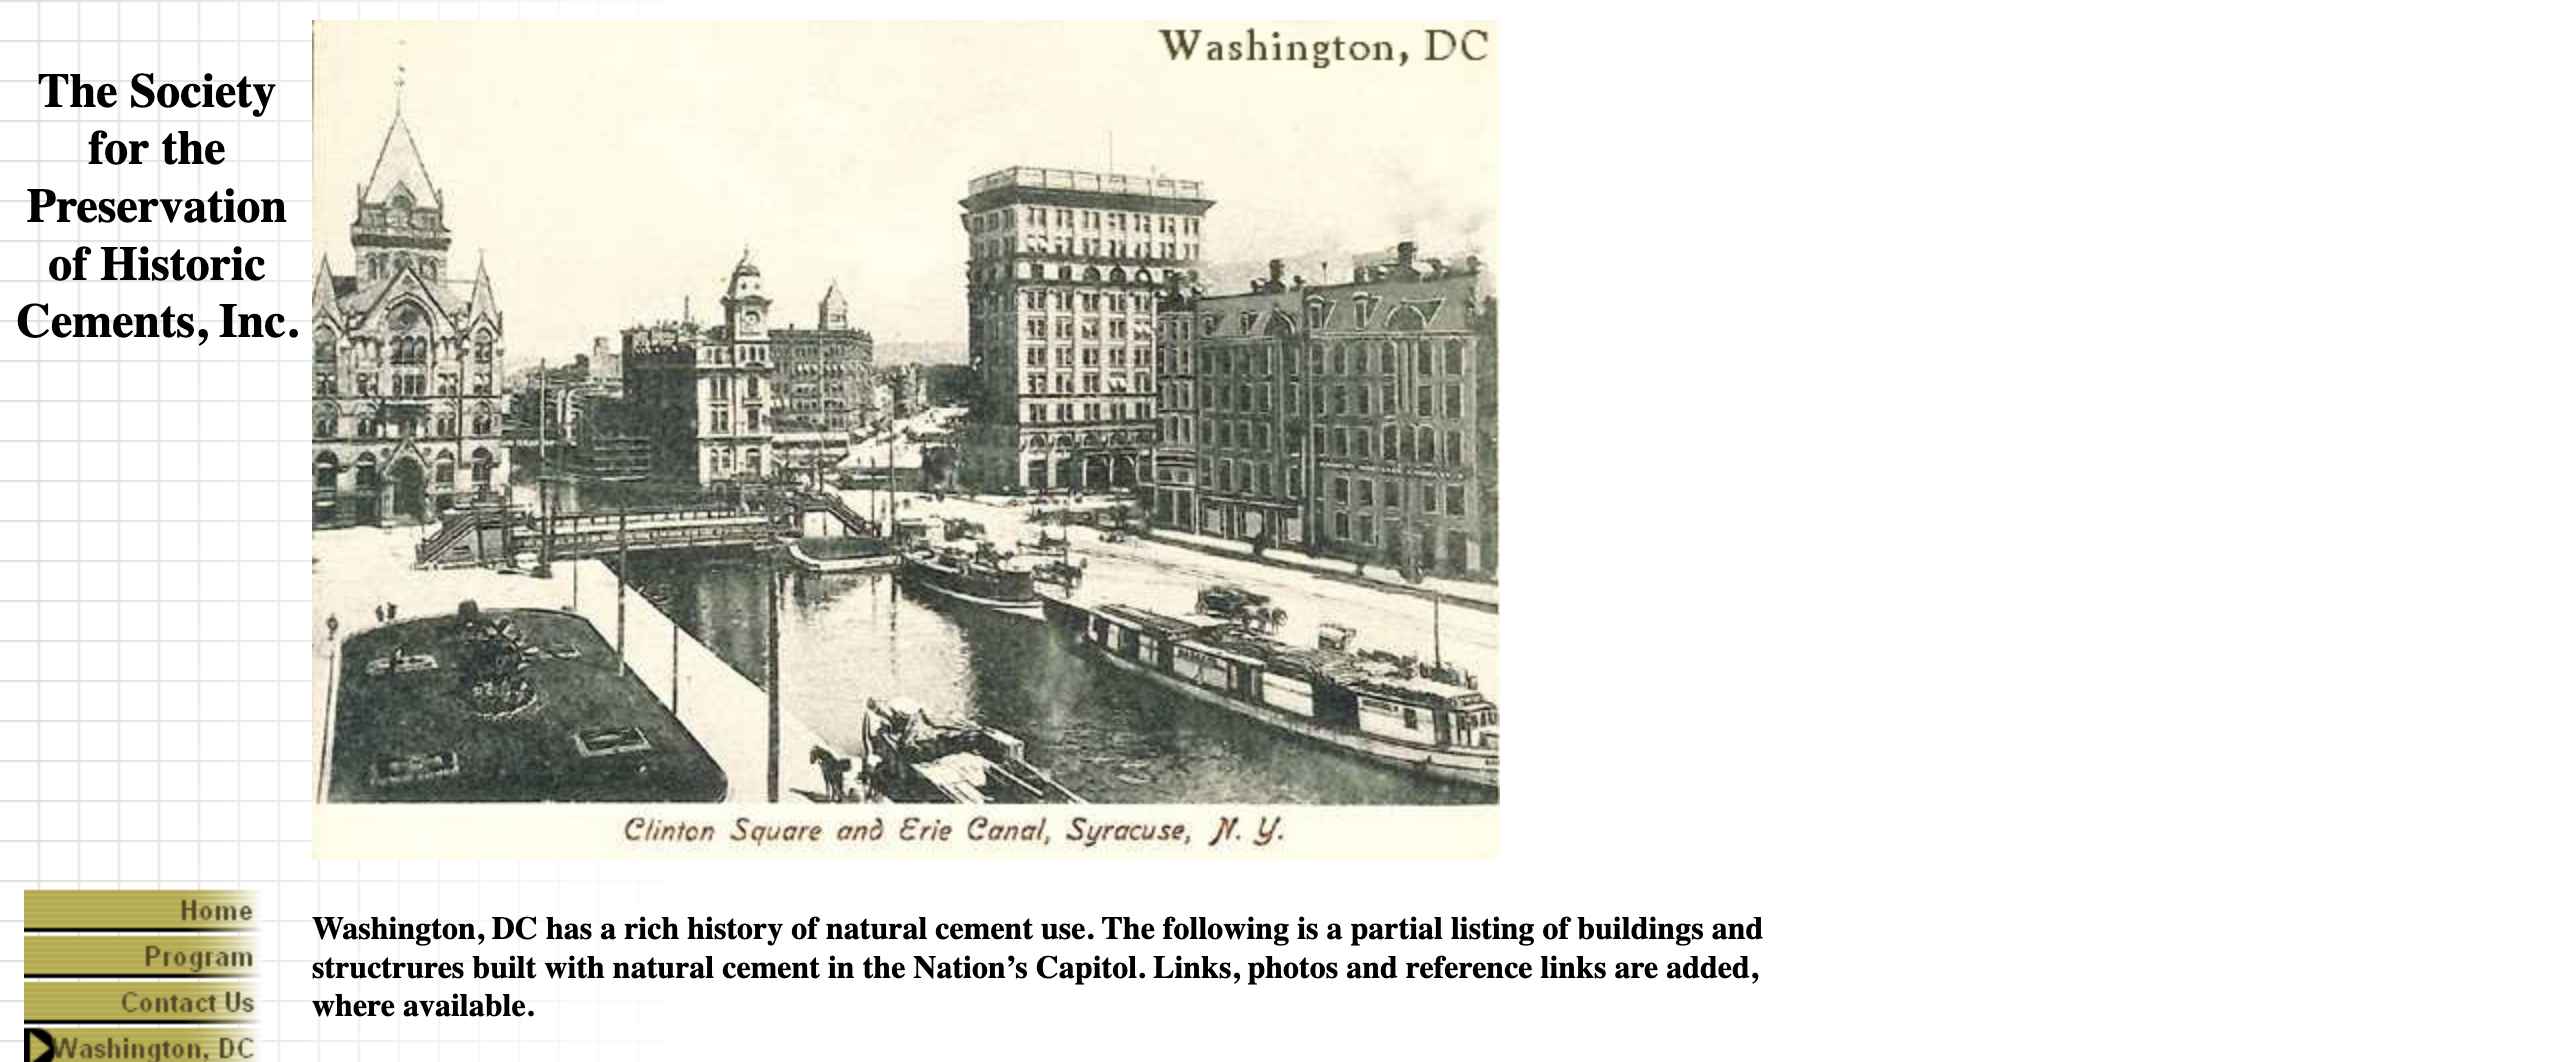 Washington, DC
The Society
for the
Preservation
of Historic
Cements, Inc.
Clinton Square and Erie Canal, Syracuse, N. Y.
Home
Program
Contact Us
Washington, DC
Washington, DC has a rich history of natural cement use. The following is a partial listing of buildings and
structrures built with natural cement in the Nation’s Capitol. Links, photos and reference links are added,
where available.